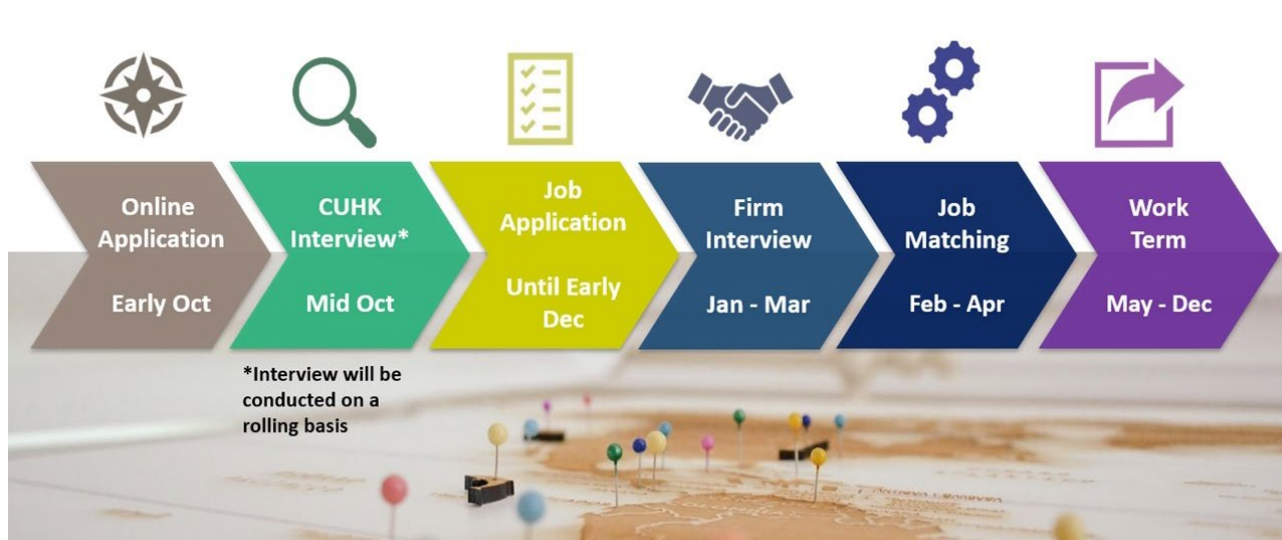 Online
Application
Early Oct
CUHK
Interview*
Mid Oct
*Interview will be
conducted on a
rolling basis
Job
Application
Until Early
Dec
Firm
Interview
Jan - Mar
Job
Matching
Feb - Apr
Work
Term
May - Dec